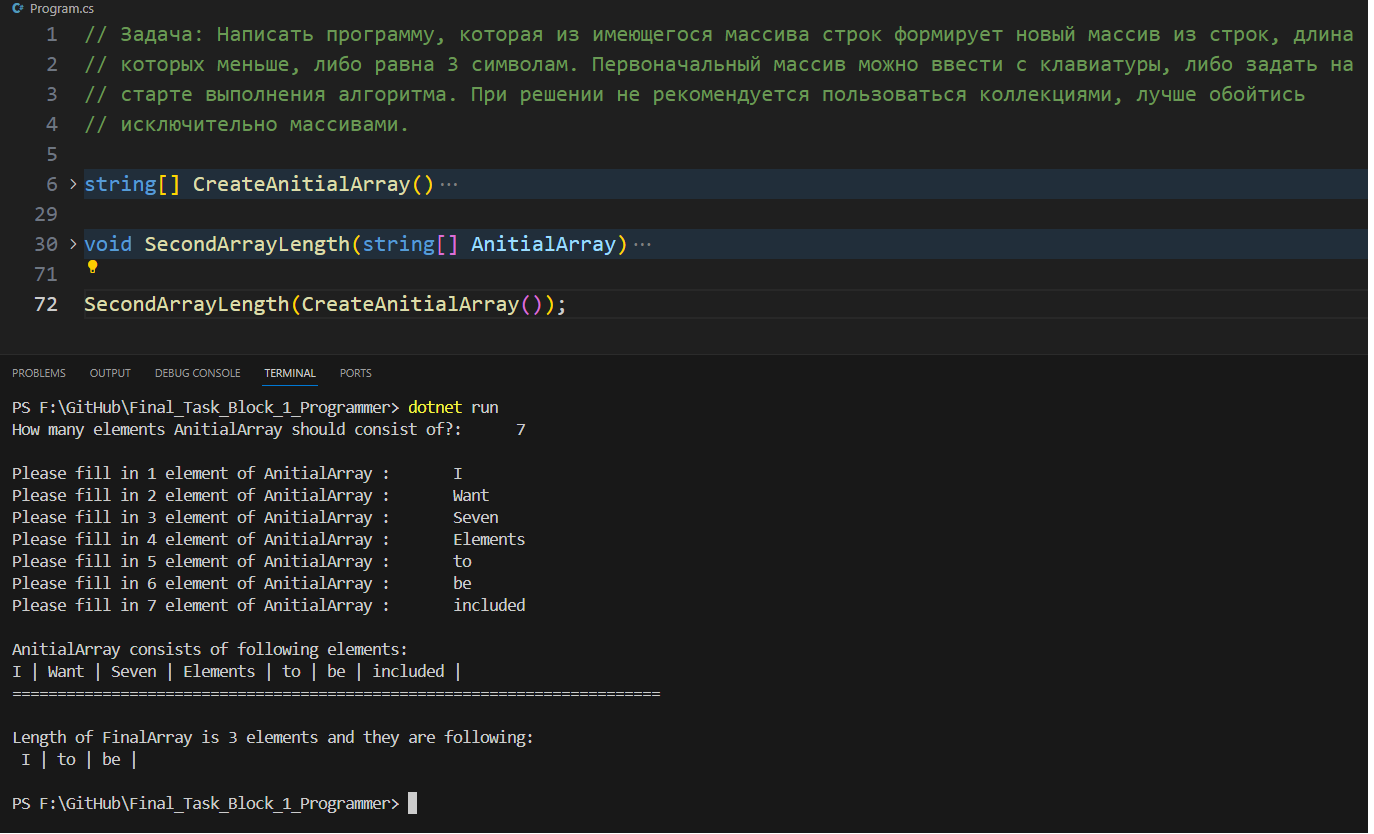 Program.cs
1 // Задача: Написать программу, которая из имеющегося массива строк формирует новый массив из строк, длина
2 // которых меньше, либо равна 3 символам. Первоначальный массив можно ввести с клавиатуры, либо задать на
3 // старте выполнения алгоритма. При решении не рекомендуется пользоваться коллекциями, лучше обойтись
4 // исключительно массивами.
5
6 > string[] CreateAnitialArray() ···
29
30 > void SecondArrayLength(string[] AnitialArray) ···
71
72 SecondArrayLength(CreateAnitialArray());
PROBLEMS OUTPUT DEBUG CONSOLE TERMINAL PORTS
PS F:\GitHub\Final_Task_Block_1_Programmer> dotnet run
How many elements AnitialArray should consist of?: 7
Please fill in 1 element of AnitialArray : I
Please fill in 2 element of AnitialArray : Want
Please fill in 3 element of AnitialArray : Seven
Please fill in 4 element of AnitialArray : Elements
Please fill in 5 element of AnitialArray : to
Please fill in 6 element of AnitialArray : be
Please fill in 7 element of AnitialArray : included
AnitialArray consists of following elements:
I | Want | Seven | Elements | to | be | included |
========================================================================
Length of FinalArray is 3 elements and they are following:
I | to | be |
PS F:\GitHub\Final_Task_Block_1_Programmer>